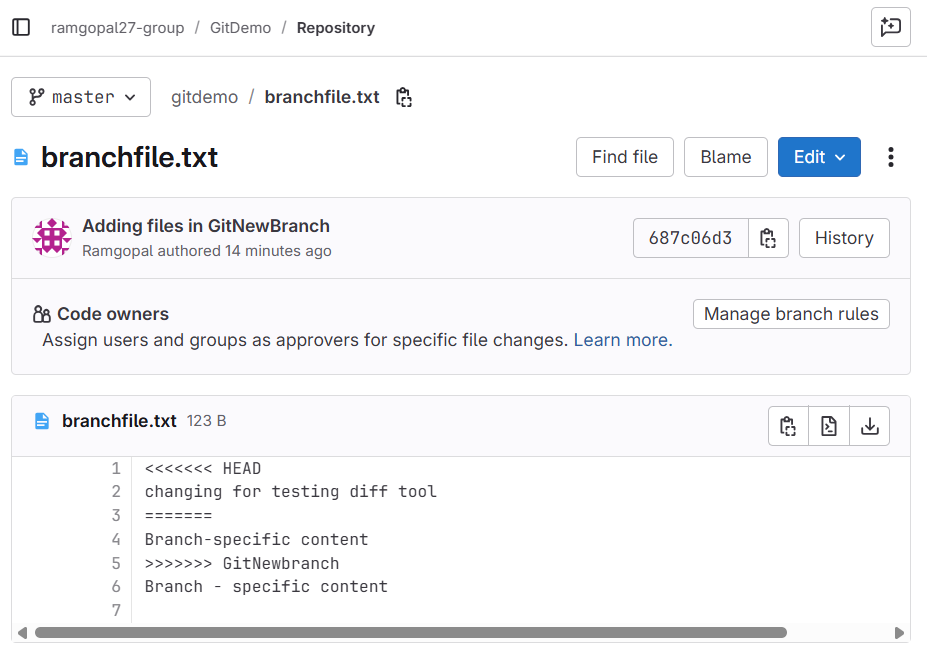 ramgopal27-group / GitDemo / Repository
master gitdemo / branchfile.txt
branchfile.txt Find file Blame Edit
Adding files in GitNewBranch
Ramgopal authored 14 minutes ago
687c06d3 History
Code owners
Assign users and groups as approvers for specific file changes. Learn more.
Manage branch rules
branchfile.txt 123 B
1 <<<<<<< HEAD
2 changing for testing diff tool
3 =======
4 Branch-specific content
5 >>>>>>> GitNewbranch
6 Branch - specific content
7